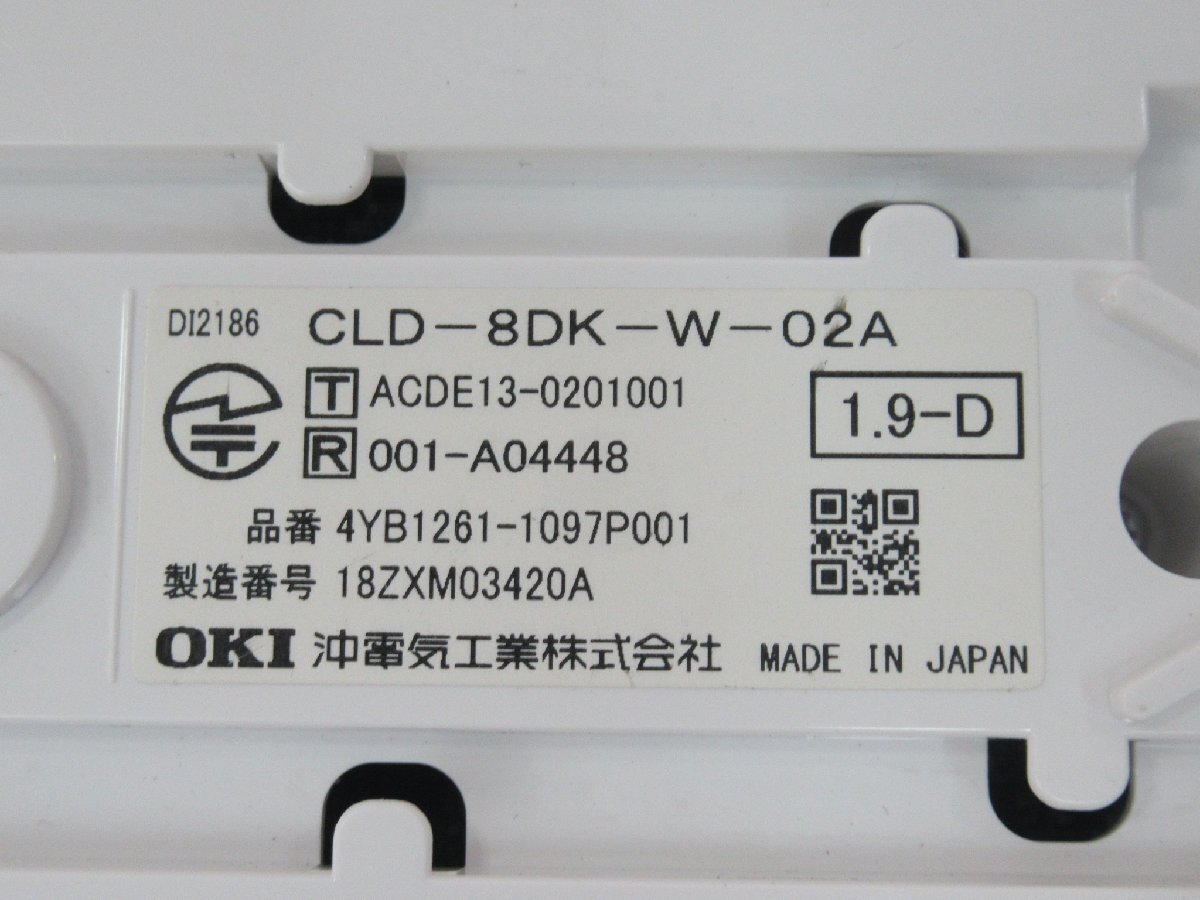 DI2186 CLD-8DK-W-02A
T ACDE13-0201001
1.9-D
R 001-A04448
品番 4YB1261-1097P001
製造番号 18ZXM03420A
OKI 沖電気工業株式会社 MADE IN JAPAN